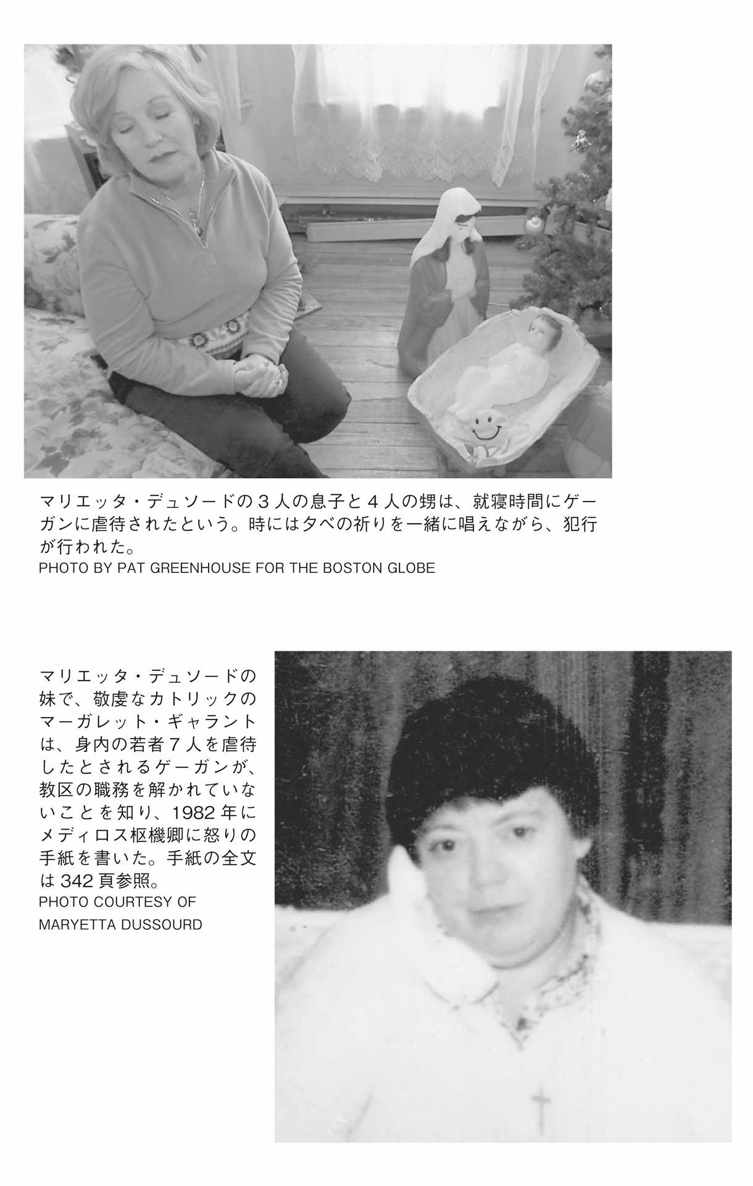 マリエッタ・デュソードの3人の息子と4人の甥は、就寝時間にゲー
ガンに虐待されたという。時には夕べの祈りを一緒に唱えながら、犯行
が行われた。
PHOTO BY PAT GREENHOUSE FOR THE BOSTON GLOBE
マリエッタ・デュソードの
妹で、敬虔なカトリックの
マーガレット・ギャラント
は、身内の若者7人を虐待
したとされるゲーガンが、
教区の職務を解かれていな
いことを知り、1982年に
メディロス枢機卿に怒りの
手紙を書いた。手紙の全文
は342頁参照。
PHOTO COURTESY OF
MARYETTA DUSSOURD